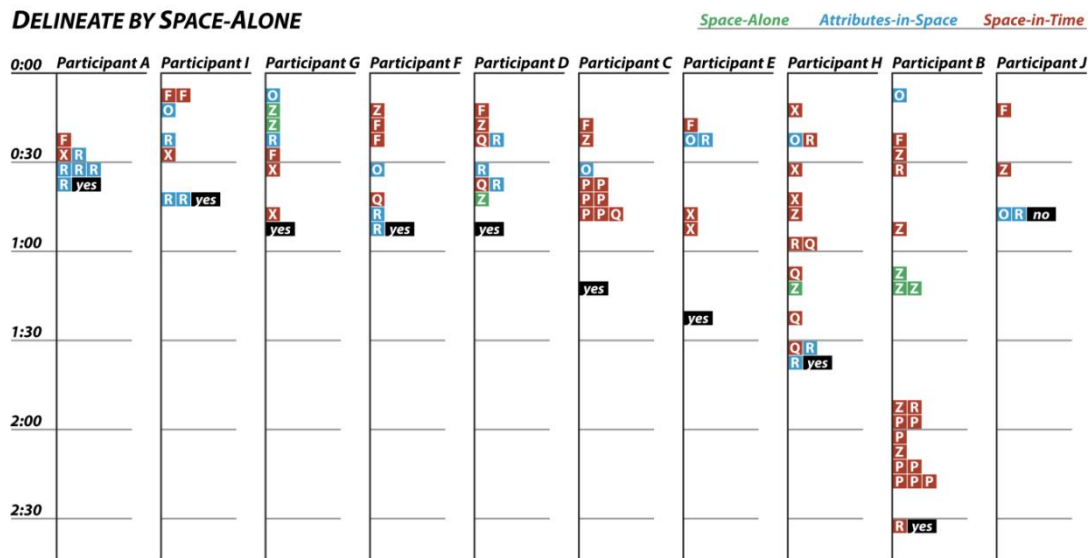 DELINEATE BY SPACE-ALONE
Space-Alone Attributes-in-Space Space-in-Time
0:00 Participant A Participant I Participant G Participant F Participant D Participant C Participant E Participant H Participant B Participant J
F F O O
O Z Z F X F
Z F Z F F
F R R F Q R Z O R O R F
X R X F Z
0:30
R R R X O R O X R Z
R yes Q R P P
R R yes Q Z P P X
X R P P Q X Z O R no
yes R yes yes X Z
R Q
1:00
Q Z
yes Z Z Z
yes Q
1:30
Q R
R yes
Z R
P P
2:00
P
Z
P P
P P P
2:30
R yes